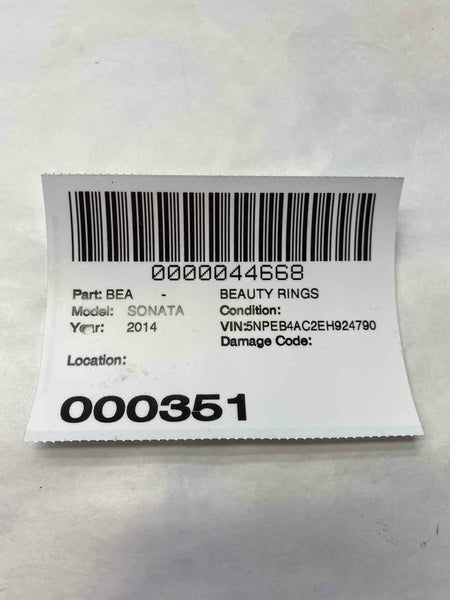 0000044668
Part: BEA - BEAUTY RINGS
Model: SONATA Condition:
Year: 2014 VIN:5NPEB4AC2EH924790
Damage Code:
Location:
000351